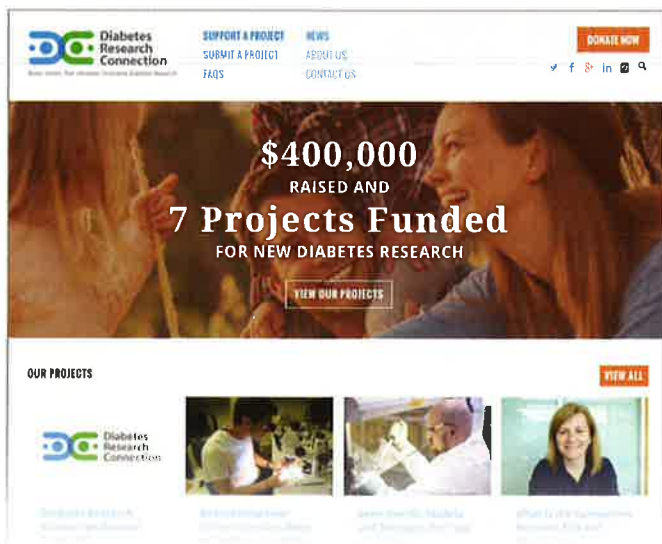 Diabetes
Research
Connection
SUPPORT A PROJECT
SUBMIT A PROJECT
FAQS
NEWS
ABOUT US
CONTACT US
DONATE NOW
$400,000
RAISED AND
7 Projects Funded
FOR NEW DIABETES RESEARCH
VIEW OUR PROJECTS
OUR PROJECTS
VIEW ALL
Diabetes
Research
Connection